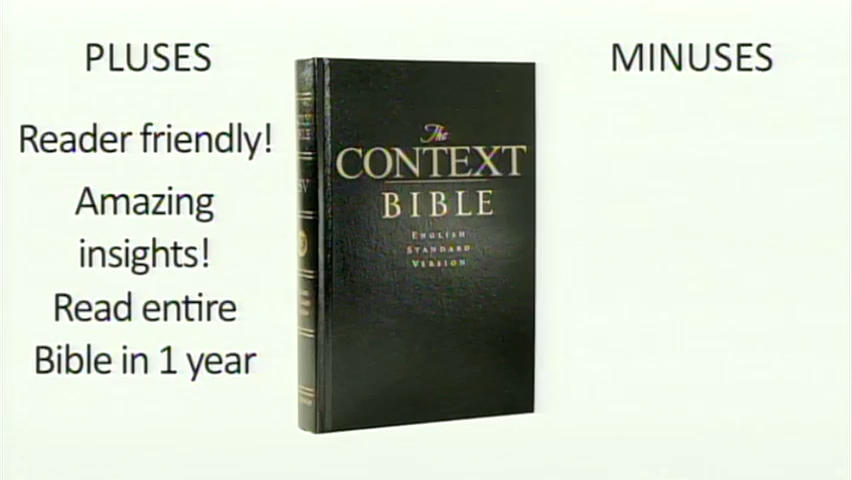 PLUSES
Reader friendly!
Amazing
insights!
Read entire
Bible in 1 year
The
CONTEXT
BIBLE
ENGLISH
STANDARD
VERSION
MINUSES